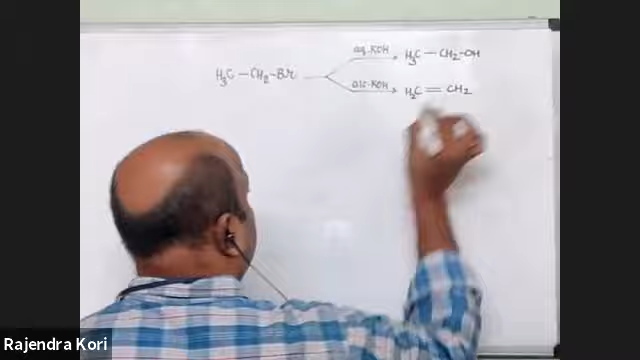 aq.KOH
H3C — CH2-OH
H3C — CH2-Br
alc.KOH
H2C = CH2
Rajendra Kori